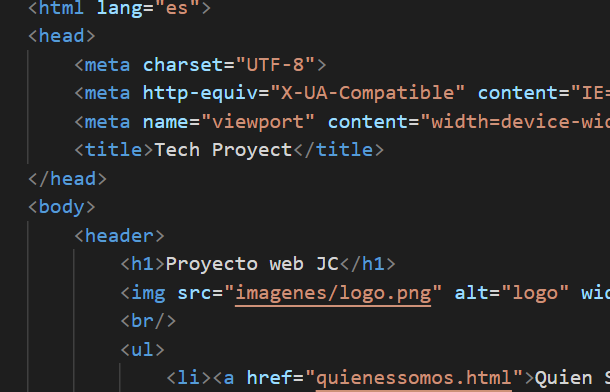 <html lang="es">
<head>
<meta charset="UTF-8">
<meta http-equiv="X-UA-Compatible" content="IE=
<meta name="viewport" content="width=device-wid
<title>Tech Proyect</title>
</head>
<body>
<header>
<h1>Proyecto web JC</h1>
<img src="imagenes/logo.png" alt="logo" wid
<br/>
<ul>
<li><a href="quienessomos.html">Quien S